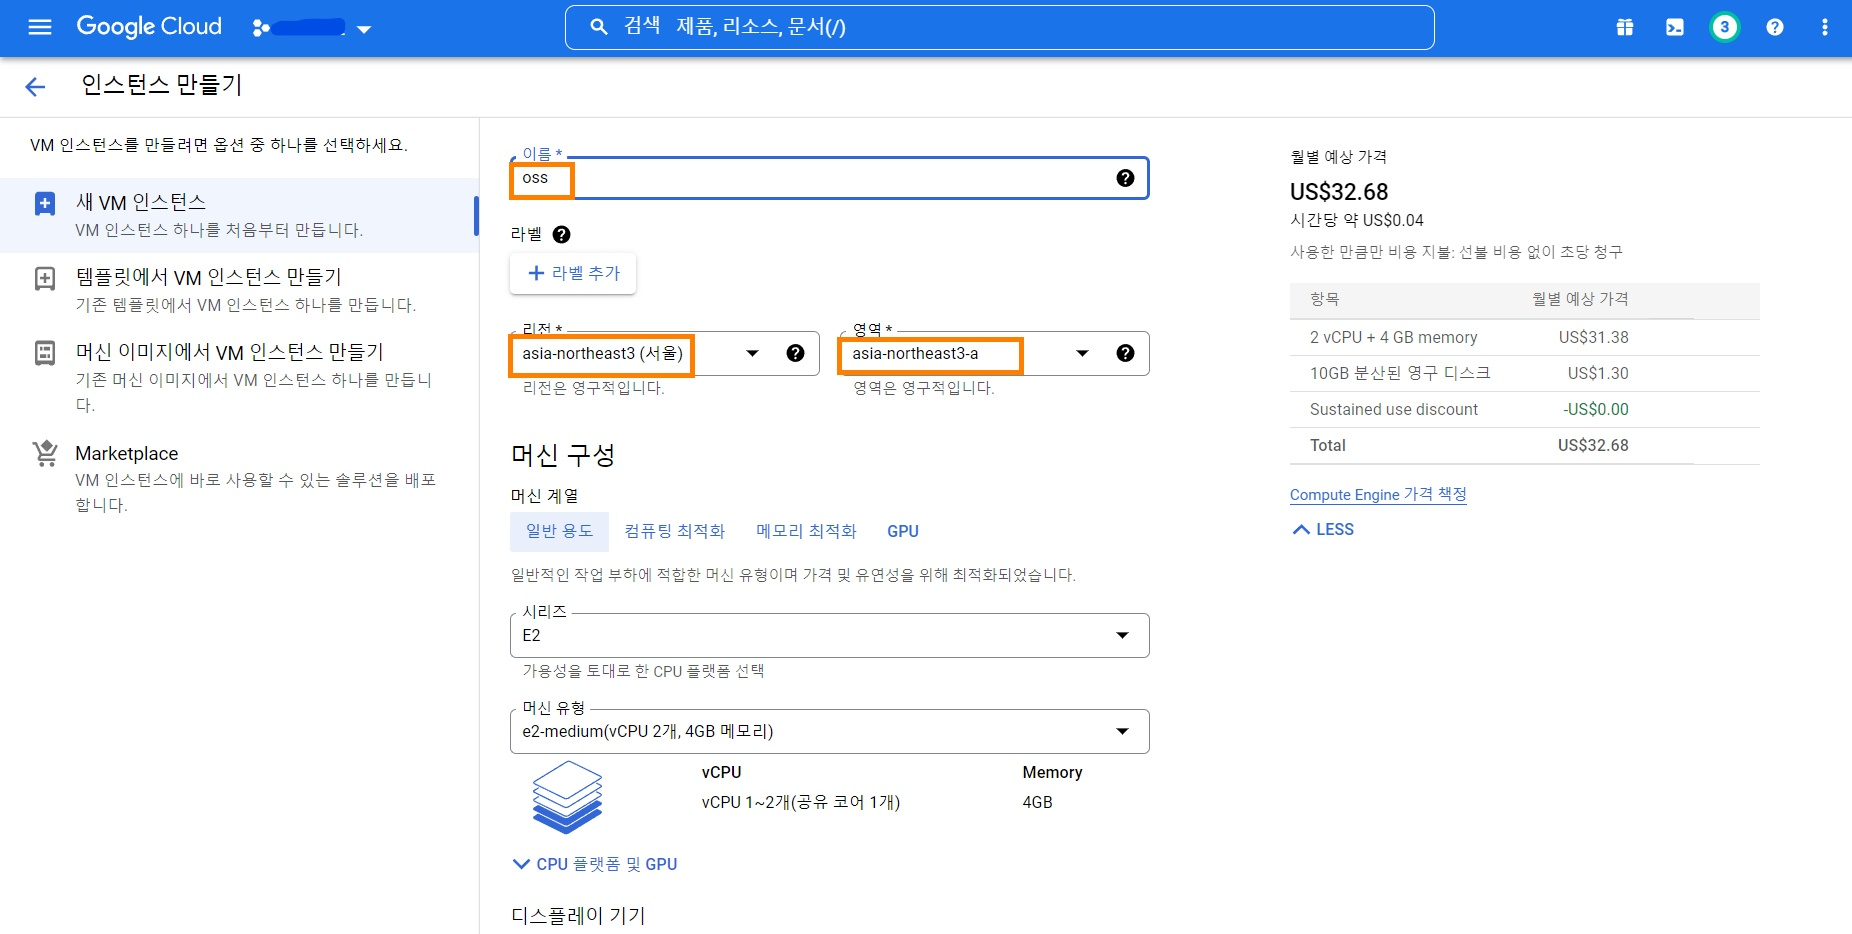 Google Cloud
검색 제품, 리소스, 문서(/)
3
인스턴스 만들기
VM 인스턴스를 만들려면 옵션 중 하나를 선택하세요.
새 VM 인스턴스
VM 인스턴스 하나를 처음부터 만듭니다.
템플릿에서 VM 인스턴스 만들기
기존 템플릿에서 VM 인스턴스 하나를 만듭니다.
머신 이미지에서 VM 인스턴스 만들기
기존 머신 이미지에서 VM 인스턴스 하나를 만듭니
다.
Marketplace
VM 인스턴스에 바로 사용할 수 있는 솔루션을 배포
합니다.
이름 *
oss
라벨
라벨 추가
리전 *
asia-northeast3 (서울)
리전은 영구적입니다.
영역 *
asia-northeast3-a
영역은 영구적입니다.
머신 구성
머신 계열
일반 용도 컴퓨팅 최적화 메모리 최적화 GPU
일반적인 작업 부하에 적합한 머신 유형이며 가격 및 유연성을 위해 최적화되었습니다.
시리즈
E2
가용성을 토대로 한 CPU 플랫폼 선택
머신 유형
e2-medium(vCPU 2개, 4GB 메모리)
vCPU Memory
vCPU 1~2개(공유 코어 1개) 4GB
CPU 플랫폼 및 GPU
디스플레이 기기
월별 예상 가격
US$32.68
시간당 약 US$0.04
사용한 만큼만 비용 지불: 선불 비용 없이 초당 청구
항목 월별 예상 가격
2 vCPU + 4 GB memory US$31.38
10GB 분산된 영구 디스크 US$1.30
Sustained use discount -US$0.00
Total US$32.68
Compute Engine 가격 책정
LESS